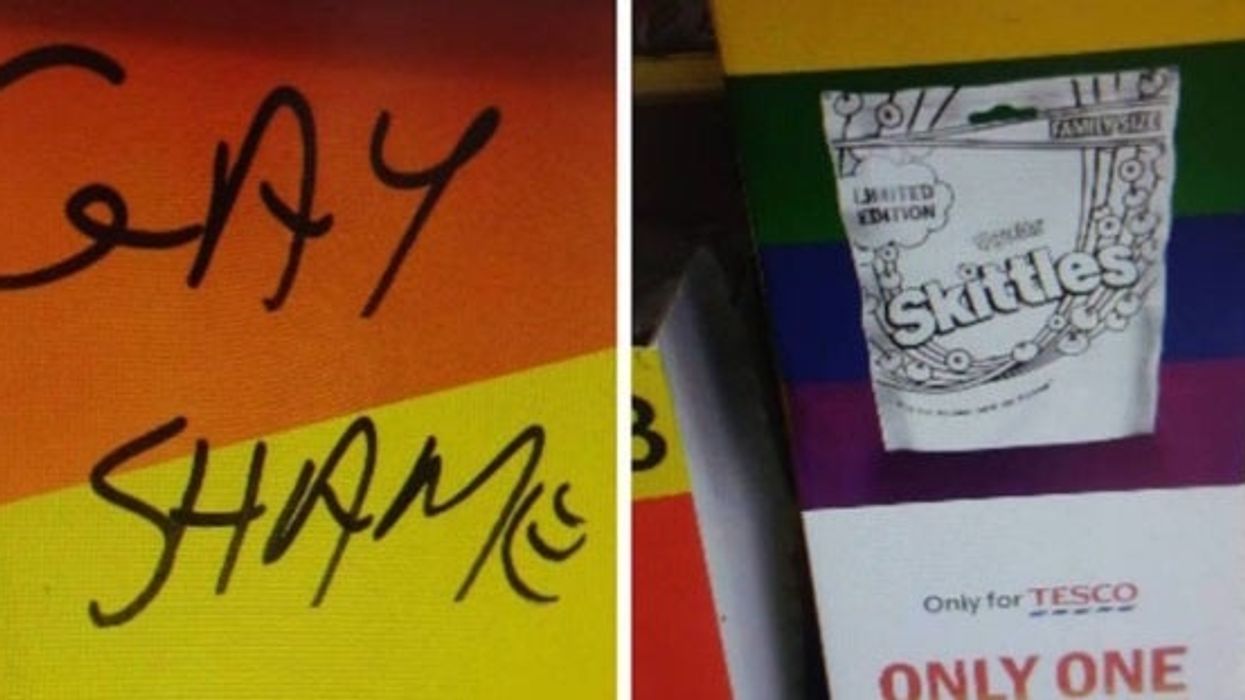 GAY
SHAME
FAMILY SIZE
LIMITED
EDITION
Skittles
B
Only for TESCO
ONLY ONE